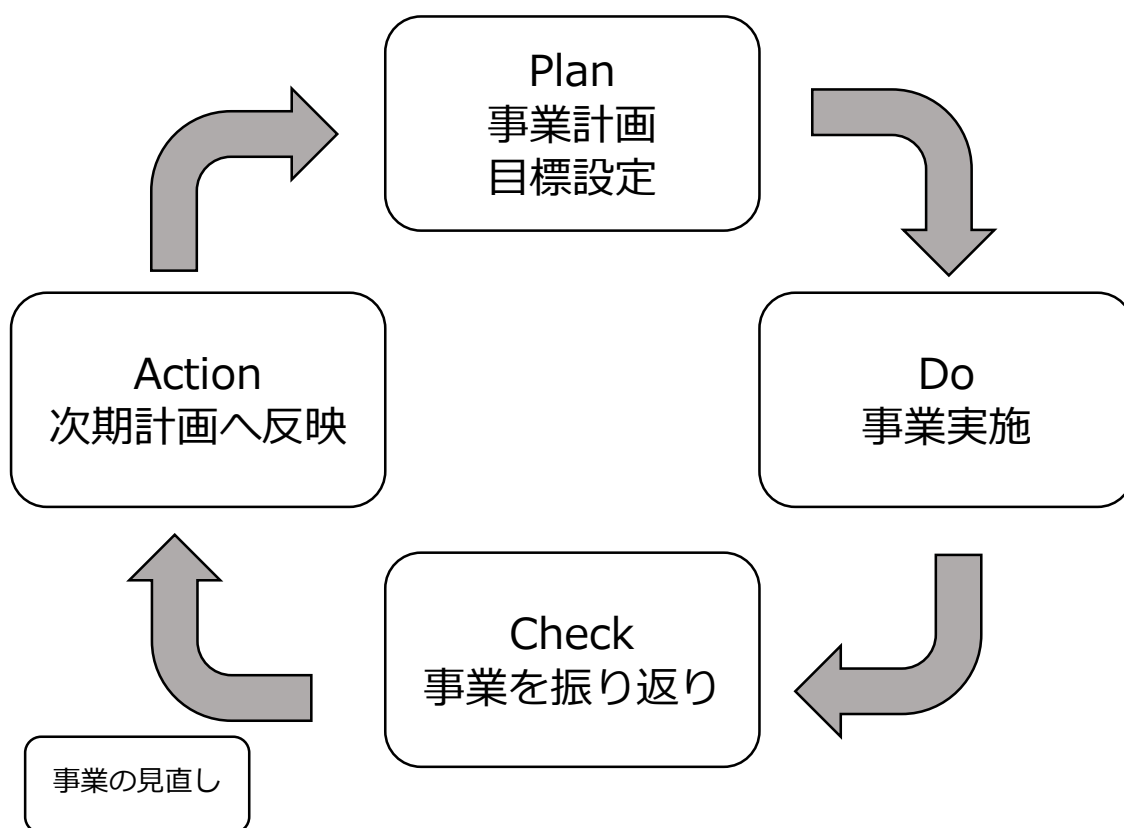 Plan
事業計画
目標設定
Do
事業実施
Check
事業を振り返り
Action
次期計画へ反映
事業の見直し